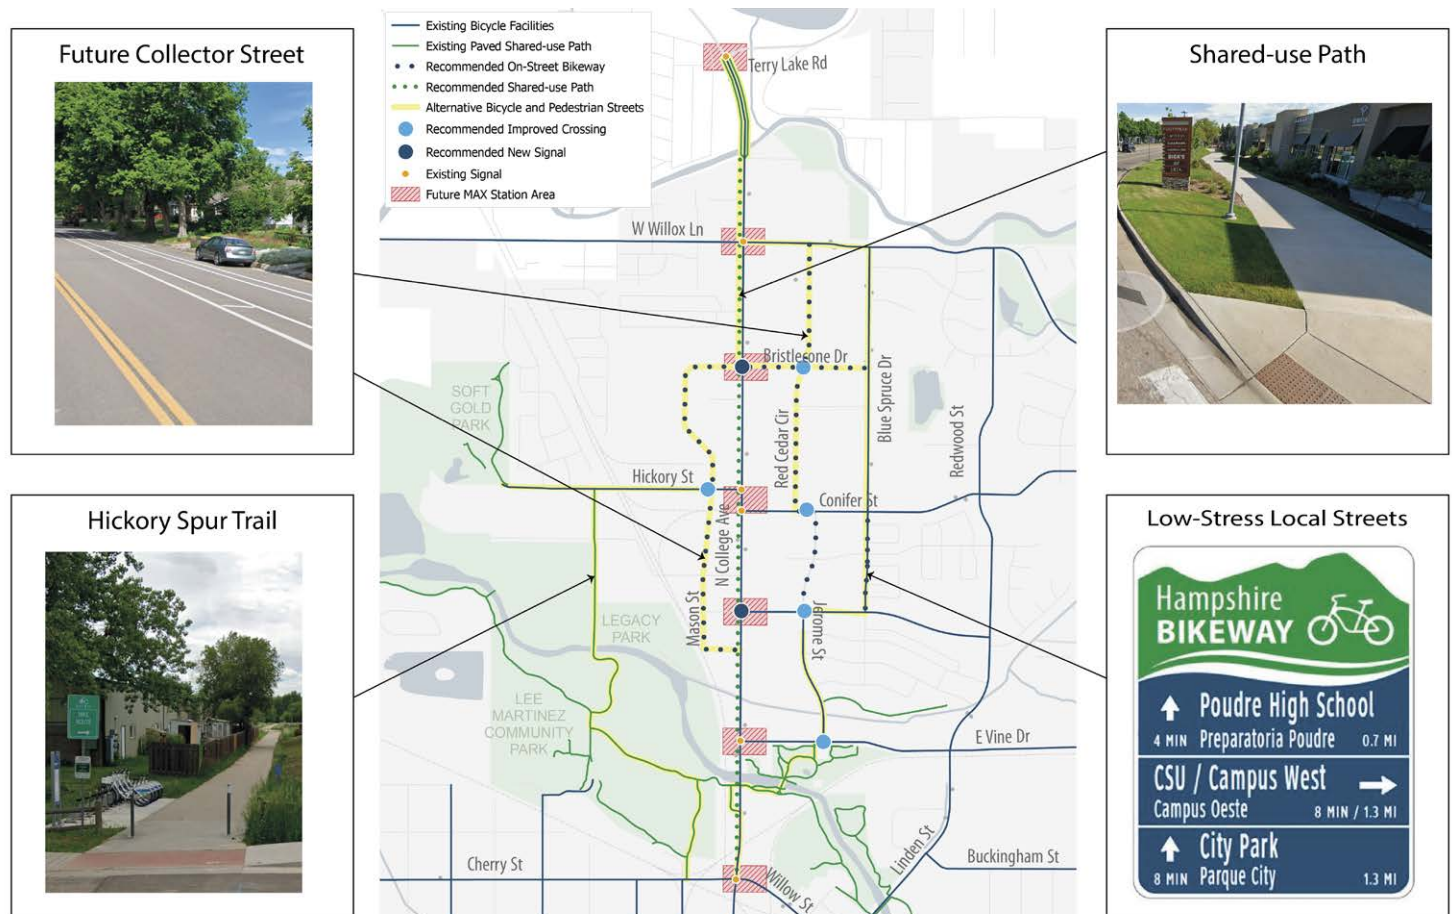 Future Collector Street
Hickory Spur Trail
Existing Bicycle Facilities
Existing Paved Shared-use Path
Recommended On-Street Bikeway
Recommended Shared-use Path
Alternative Bicycle and Pedestrian Streets
Recommended Improved Crossing
Recommended New Signal
Existing Signal
Future MAX Station Area
Terry Lake Rd
W Willox Ln
Bristlecone Dr
SOFT
GOLD
PARK
Blue Spruce Dr
Red Cedar Cir
Redwood St
Hickory St
Conifer St
N College Ave
Mason St
LEGACY
PARK
Jerome St
LEE
MARTINEZ
COMMUNITY
PARK
E Vine Dr
Cherry St
Willow St
Linden St
Buckingham St
Shared-use Path
Low-Stress Local Streets
Hampshire
BIKEWAY
Poudre High School
4 MIN Preparatoria Poudre 0.7 MI
CSU / Campus West
Campus Oeste 8 MIN / 1.3 MI
City Park
8 MIN Parque City 1.3 MI